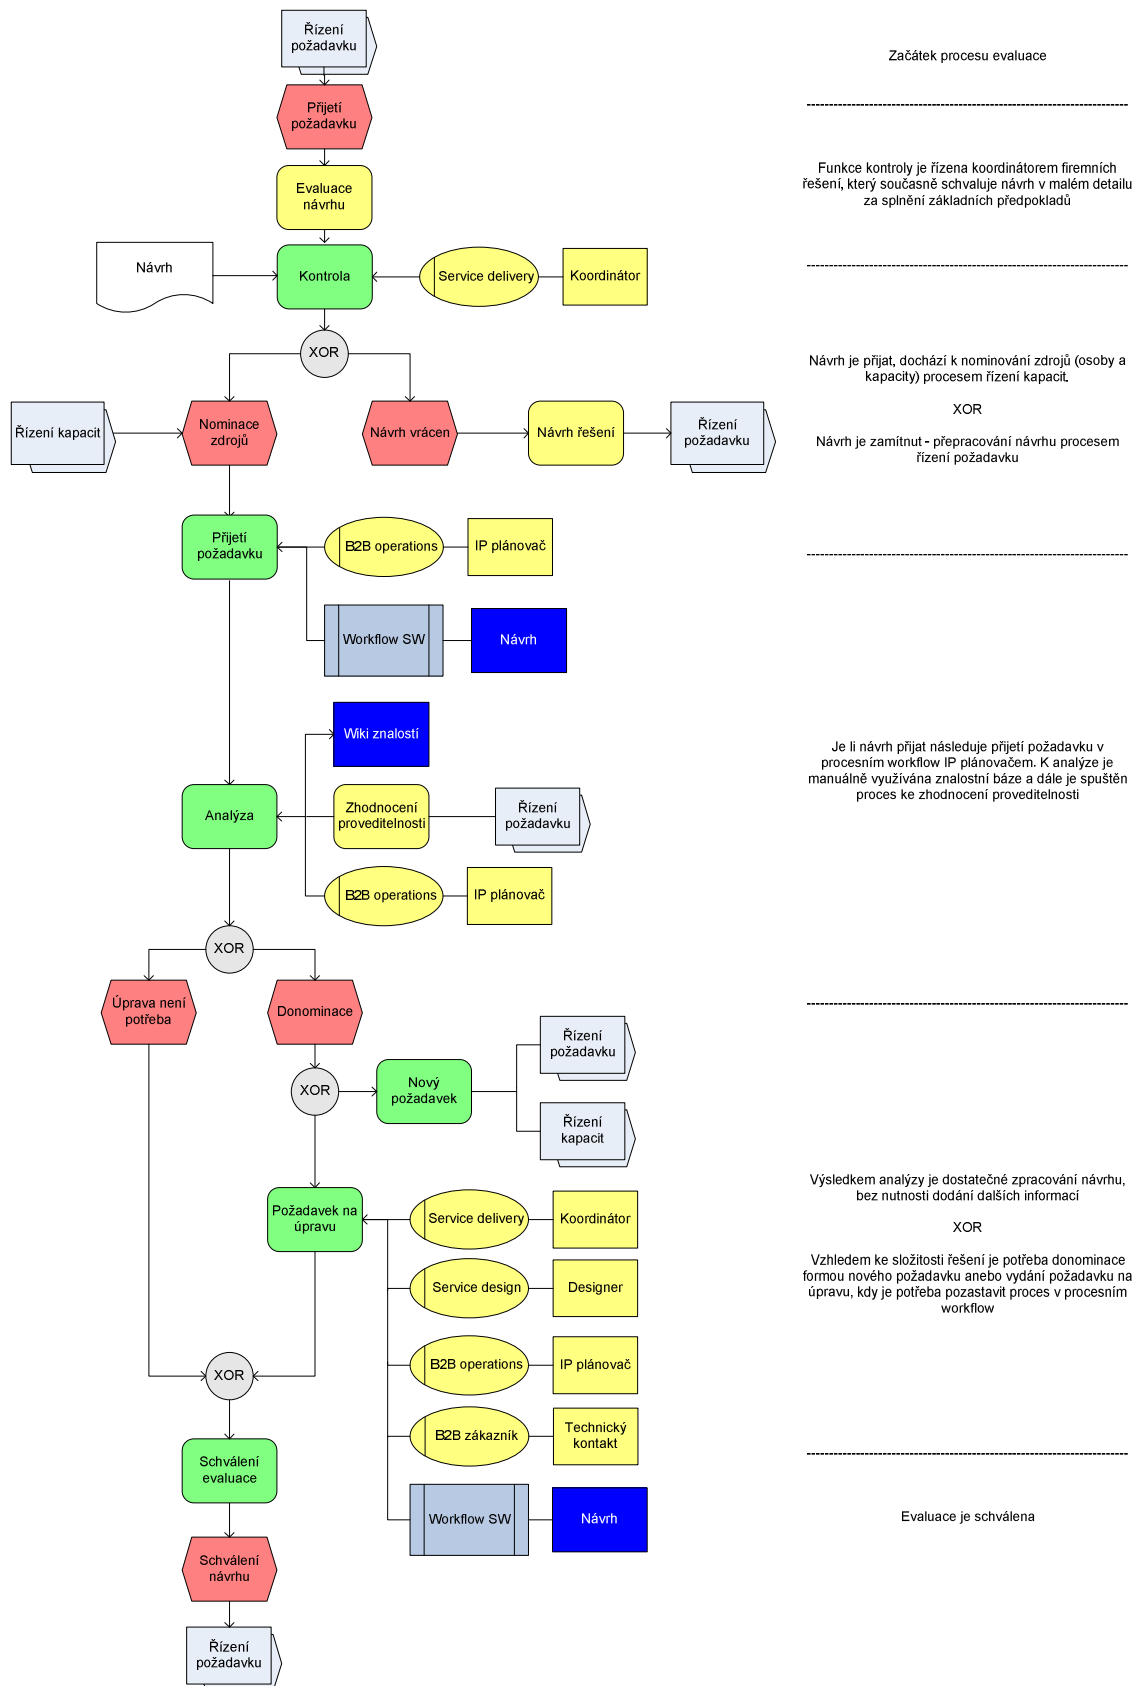 Řízení
požadavku
Začátek procesu evaluace
Přijetí
požadavku
Evaluace
návrhu
Funkce kontroly je řízena koordinátorem firemních
řešení, který současně schvaluje návrh v malém detailu
za splnění základních předpokladů
Návrh
Kontrola
Service delivery
Koordinátor
XOR
Návrh je přijat, dochází k nominování zdrojů (osoby a
kapacity) procesem řízení kapacit.
XOR
Návrh je zamítnut - přepracování návrhu procesem
řízení požadavku
Řízení kapacit
Nominace
zdrojů
Návrh vrácen
Návrh řešení
Řízení
požadavku
Přijetí
požadavku
B2B operations
IP plánovač
Workflow SW
Návrh
Wiki znalostí
Je li návrh přijat následuje přijetí požadavku v
procesním workflow IP plánovačem. K analýze je
manuálně využívána znalostní báze a dále je spuštěn
proces ke zhodnocení proveditelnosti
Analýza
Zhodnocení
proveditelnosti
Řízení
požadavku
B2B operations
IP plánovač
XOR
Úprava není
potřeba
Donominace
Řízení
požadavku
XOR
Nový
požadavek
Řízení
kapacit
Výsledkem analýzy je dostatečné zpracování návrhu,
bez nutnosti dodání dalších informací
XOR
Vzhledem ke složitosti řešení je potřeba donominace
formou nového požadavku anebo vydání požadavku na
úpravu, kdy je potřeba pozastavit proces v procesním
workflow
Požadavek na
úpravu
Service delivery
Koordinátor
Service design
Designer
B2B operations
IP plánovač
XOR
B2B zákazník
Technický
kontakt
Schválení
evaluace
Workflow SW
Návrh
Evaluace je schválena
Schválení
návrhu
Řízení
požadavku